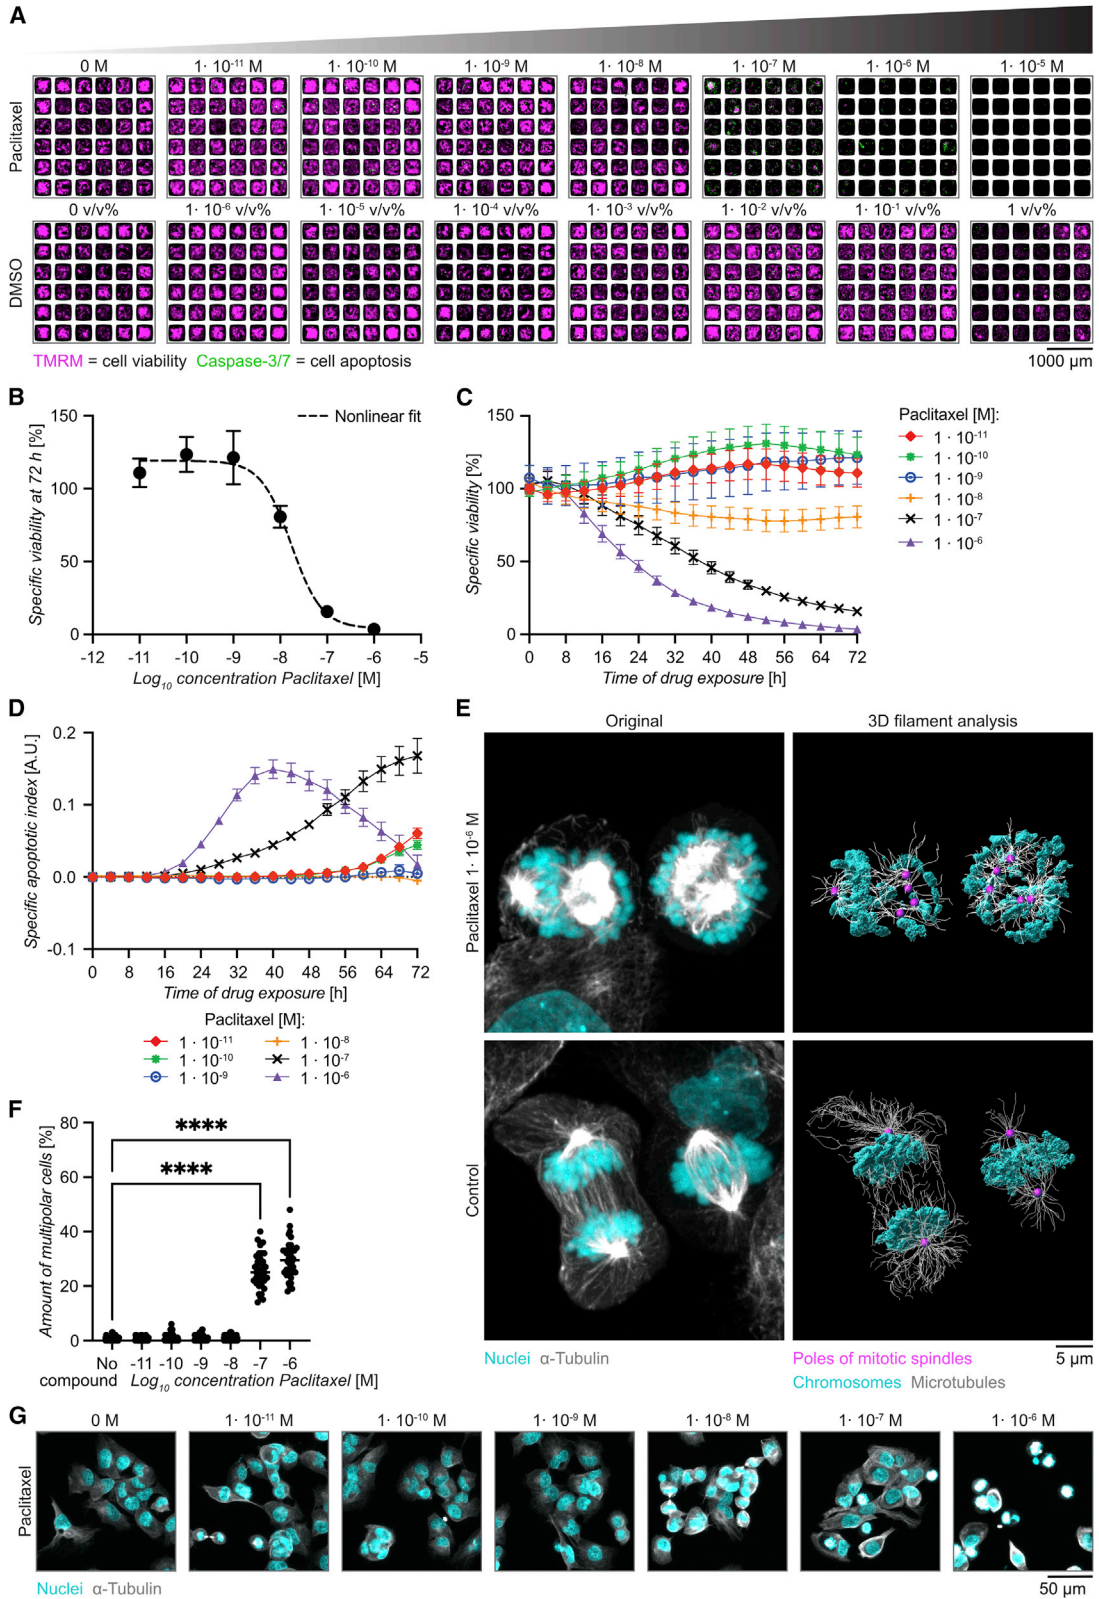 A
0 M 1· 10-11 M 1· 10-10 M 1· 10-9 M 1· 10-8 M 1· 10-7 M 1· 10-6 M 1· 10-5 M
Paclitaxel
0 v/v% 1· 10-6 v/v% 1· 10-5 v/v% 1· 10-4 v/v% 1· 10-3 v/v% 1· 10-2 v/v% 1· 10-1 v/v% 1 v/v%
DMSO
TMRM = cell viability Caspase-3/7 = cell apoptosis
1000 µm
B
Specific viability at 72 h [%]
150
100
50
0
Nonlinear fit
-12 -11 -10 -9 -8 -7 -6 -5
Log10 concentration Paclitaxel [M]
C
Specific viability [%]
150
100
50
0
0 8 16 24 32 40 48 56 64 72
Time of drug exposure [h]
Paclitaxel [M]:
1 · 10-11
1 · 10-10
1 · 10-9
1 · 10-8
1 · 10-7
1 · 10-6
D
Specific apoptotic index [A.U.]
0.2
0.1
0.0
-0.1
0 8 16 24 32 40 48 56 64 72
Time of drug exposure [h]
Paclitaxel [M]:
1 · 10-11 1 · 10-8
1 · 10-10 1 · 10-7
1 · 10-9 1 · 10-6
E
Original 3D filament analysis
Paclitaxel 1· 10-6 M
Control
Nuclei α-Tubulin
Poles of mitotic spindles
Chromosomes Microtubules
5 µm
F
Amount of multipolar cells [%]
80
60
40
20
0
****
****
No -11 -10 -9 -8 -7 -6
compound Log10 concentration Paclitaxel [M]
G
0 M 1· 10-11 M 1· 10-10 M 1· 10-9 M 1· 10-8 M 1· 10-7 M 1· 10-6 M
Paclitaxel
Nuclei α-Tubulin
50 µm